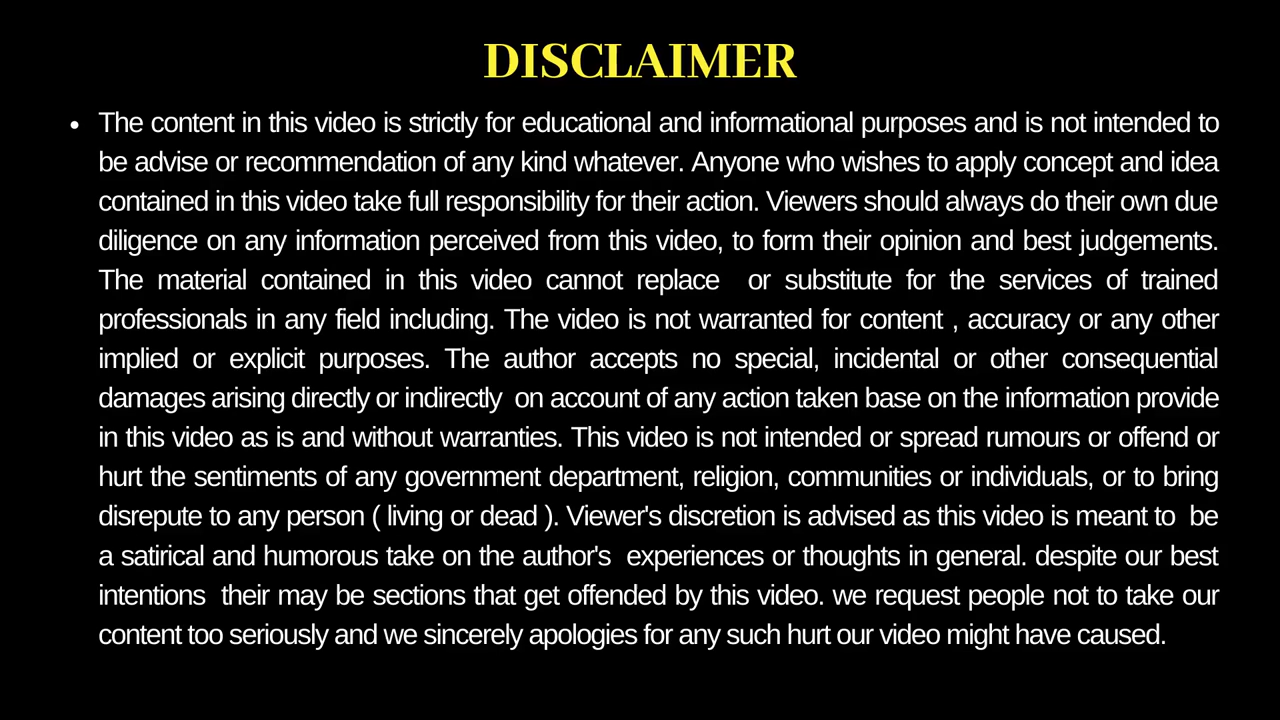 DISCLAIMER
• The content in this video is strictly for educational and informational purposes and is not intended to
be advise or recommendation of any kind whatever. Anyone who wishes to apply concept and idea
contained in this video take full responsibility for their action. Viewers should always do their own due
diligence on any information perceived from this video, to form their opinion and best judgements.
The material contained in this video cannot replace  or substitute for the services of trained
professionals in any field including. The video is not warranted for content , accuracy or any other
implied or explicit purposes. The author accepts no special, incidental or other consequential
damages arising directly or indirectly  on account of any action taken base on the information provide
in this video as is and without warranties. This video is not intended or spread rumours or offend or
hurt the sentiments of any government department, religion, communities or individuals, or to bring
disrepute to any person ( living or dead ). Viewer's discretion is advised as this video is meant to  be
a satirical and humorous take on the author's  experiences or thoughts in general. despite our best
intentions  their may be sections that get offended by this video. we request people not to take our
content too seriously and we sincerely apologies for any such hurt our video might have caused.